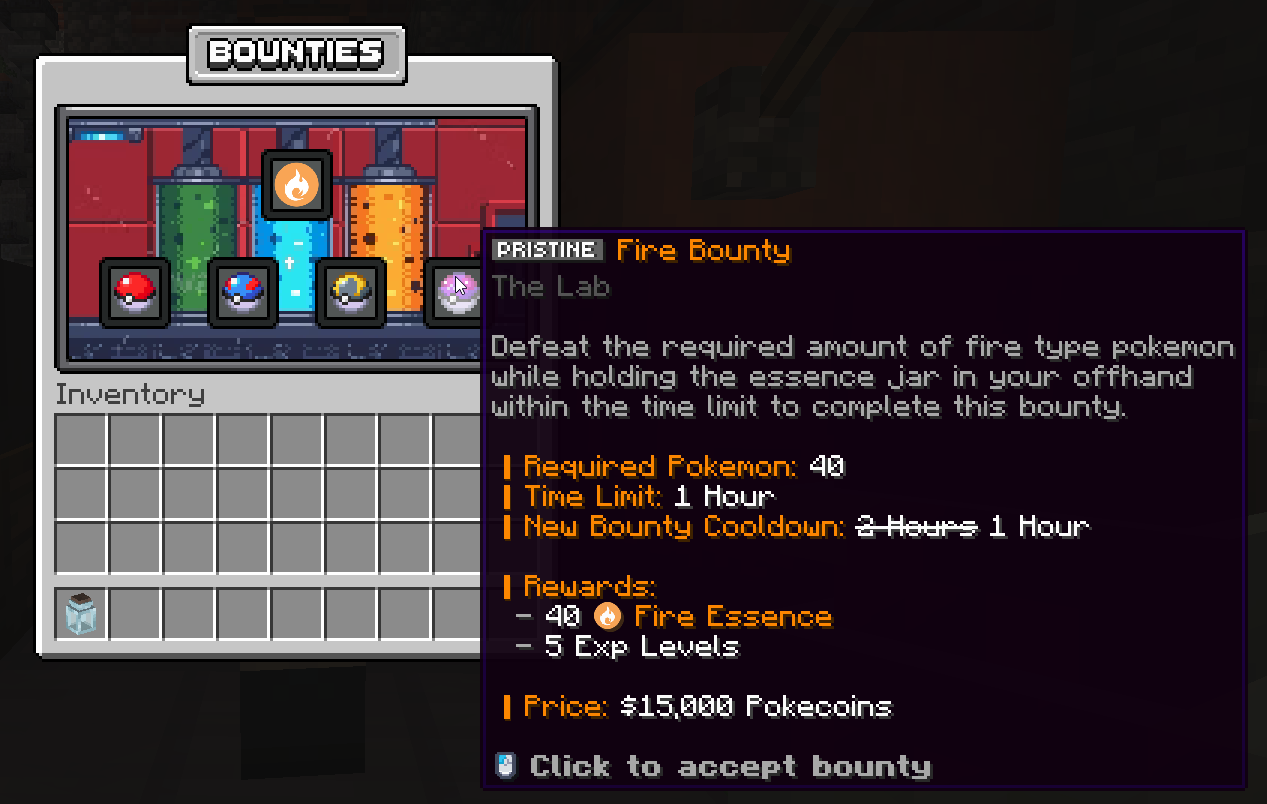 BOUNTIES
PRISTINE Fire Bounty
The Lab
Defeat the required amount of fire type pokemon
while holding the essence jar in your offhand
within the time limit to complete this bounty.
Inventory
Required Pokemon: 40
Time Limit: 1 Hour
New Bounty Cooldown: 2 Hours 1 Hour
Rewards:
- 40 Fire Essence
- 5 Exp Levels
Price: $15,000 Pokecoins
Click to accept bounty